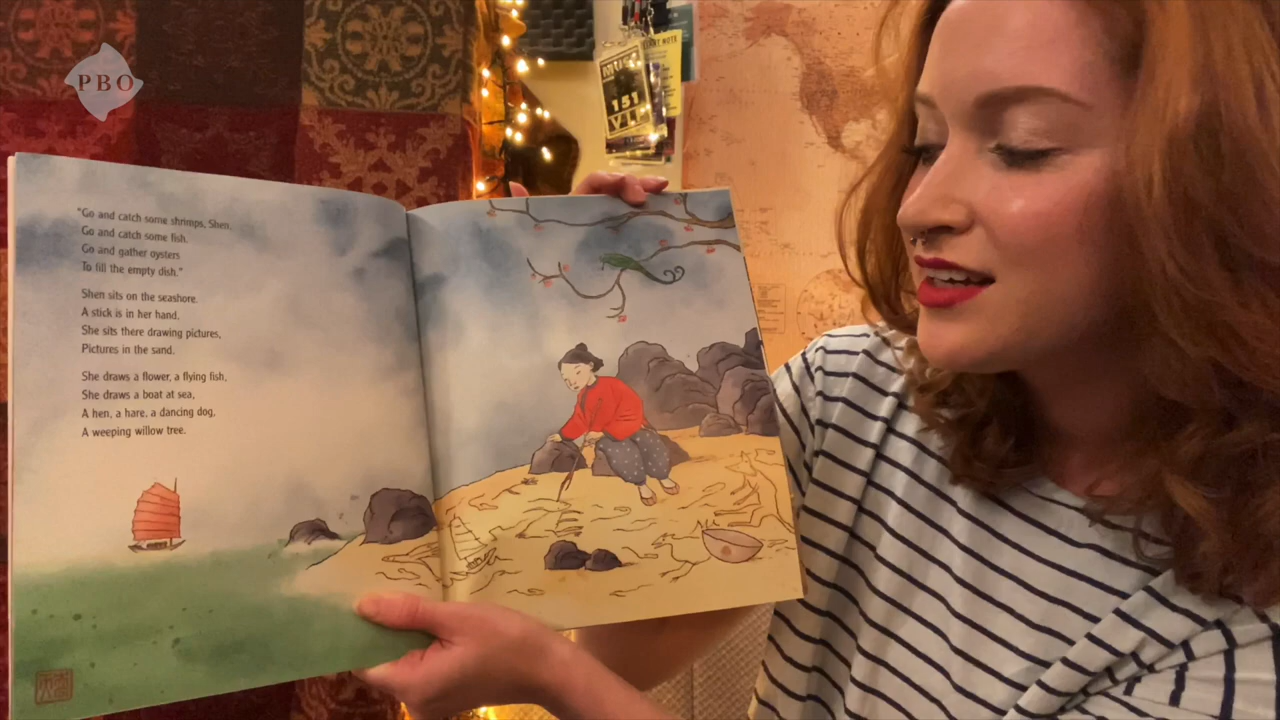 PBO
MUSE
151
V.I.P
"Go and catch some shrimps, Shen,
Go and catch some fish.
Go and gather oysters
To fill the empty dish."
Shen sits on the seashore.
A stick is in her hand.
She sits there drawing pictures,
Pictures in the sand.
She draws a flower, a flying fish,
She draws a boat at sea,
A hen, a hare, a dancing dog,
A weeping willow tree.